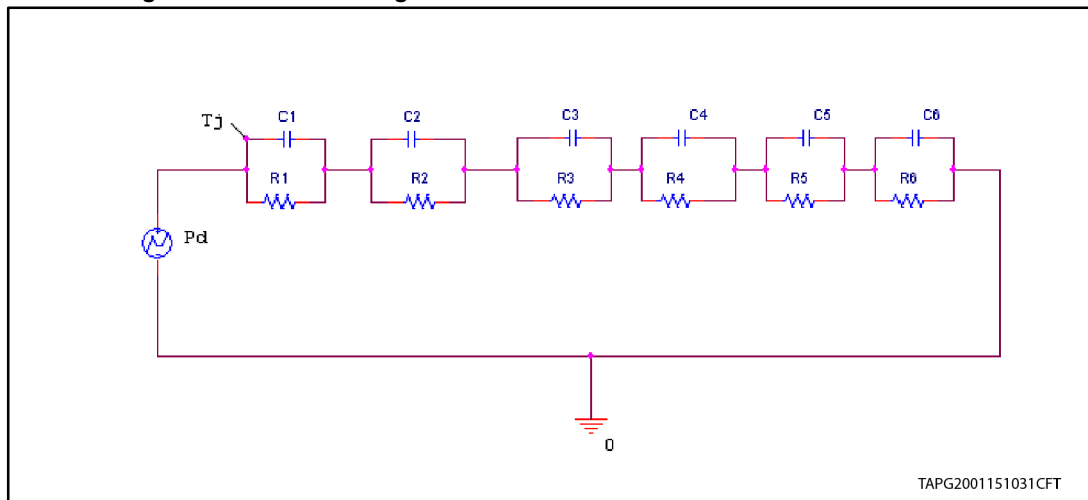 Tj
C1
C2
C3
C4
C5
C6
R1
R2
R3
R4
R5
R6
Pd
0
TAPG2001151031CFT